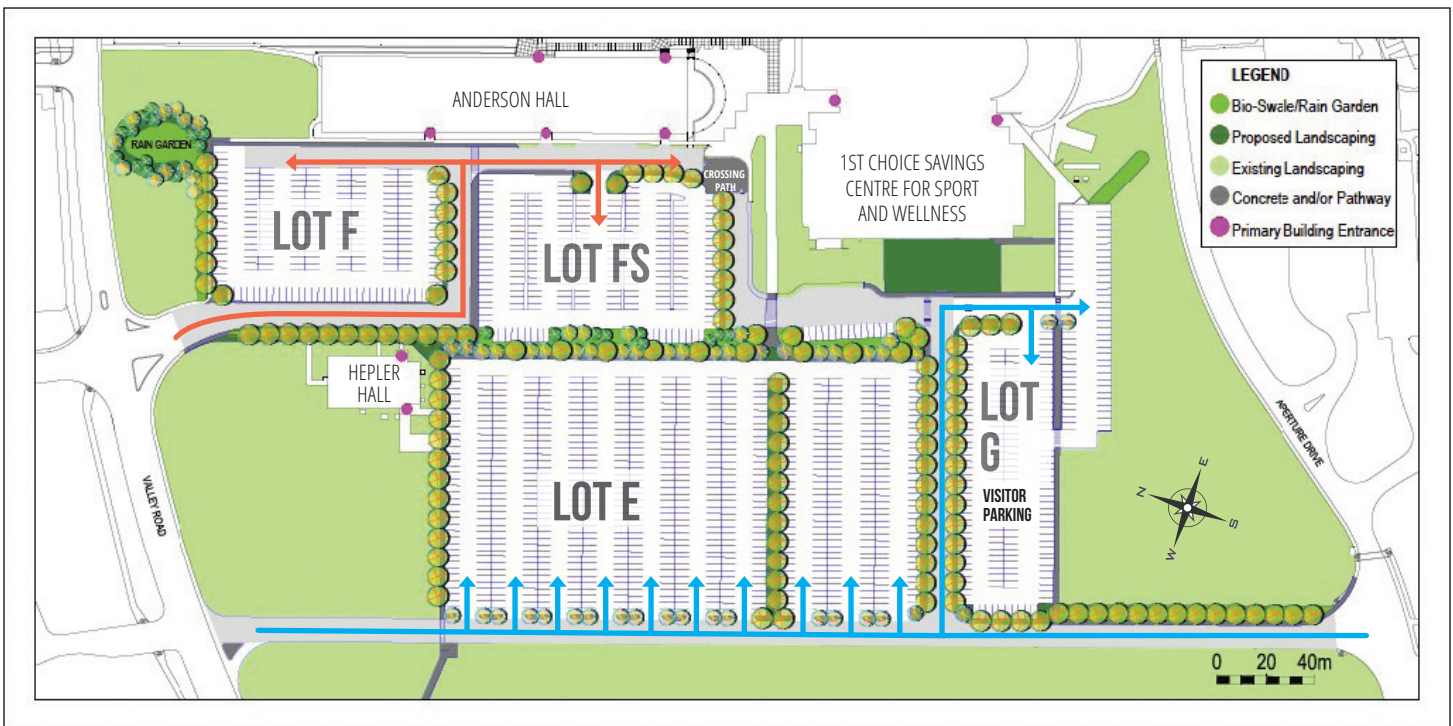 LEGEND
Bio-Swale/Rain Garden
Proposed Landscaping
Existing Landscaping
Concrete and/or Pathway
Primary Building Entrance
ANDERSON HALL
RAIN GARDEN
1ST CHOICE SAVINGS
CENTRE FOR SPORT
AND WELLNESS
CROSSING
PATH
LOT F
LOT FS
HEPLER
HALL
LOT E
LOT
G
VISITOR
PARKING
VALLEY ROAD
APERTURE DRIVE
N
E
S
W
0 20 40m